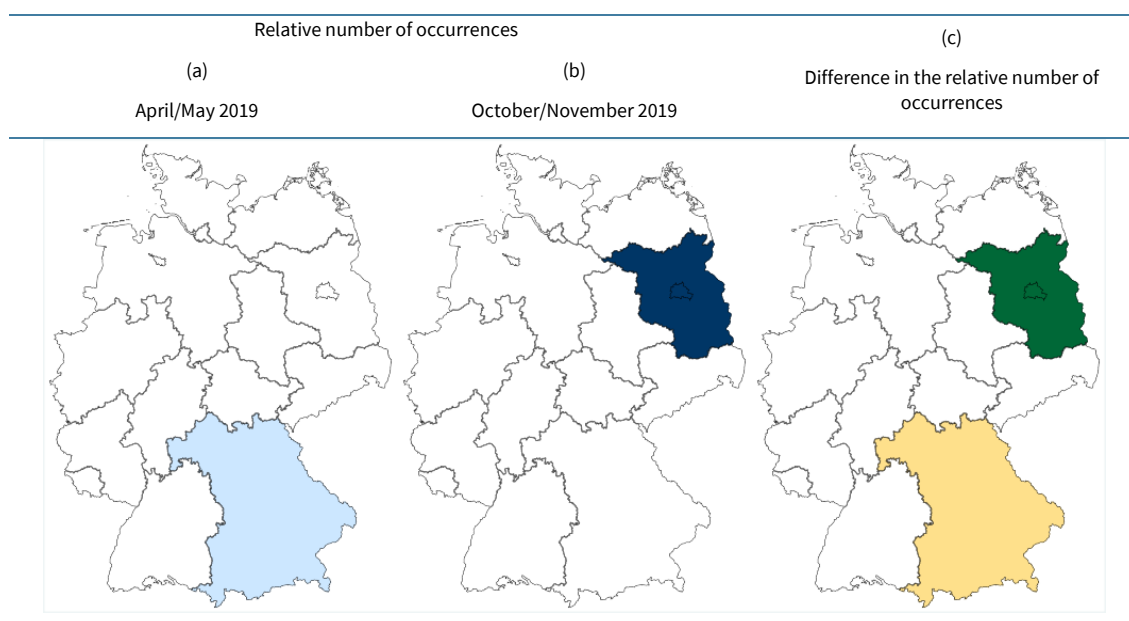 Relative number of occurrences
(a)
April/May 2019
(b)
October/November 2019
(c)
Difference in the relative number of
occurrences